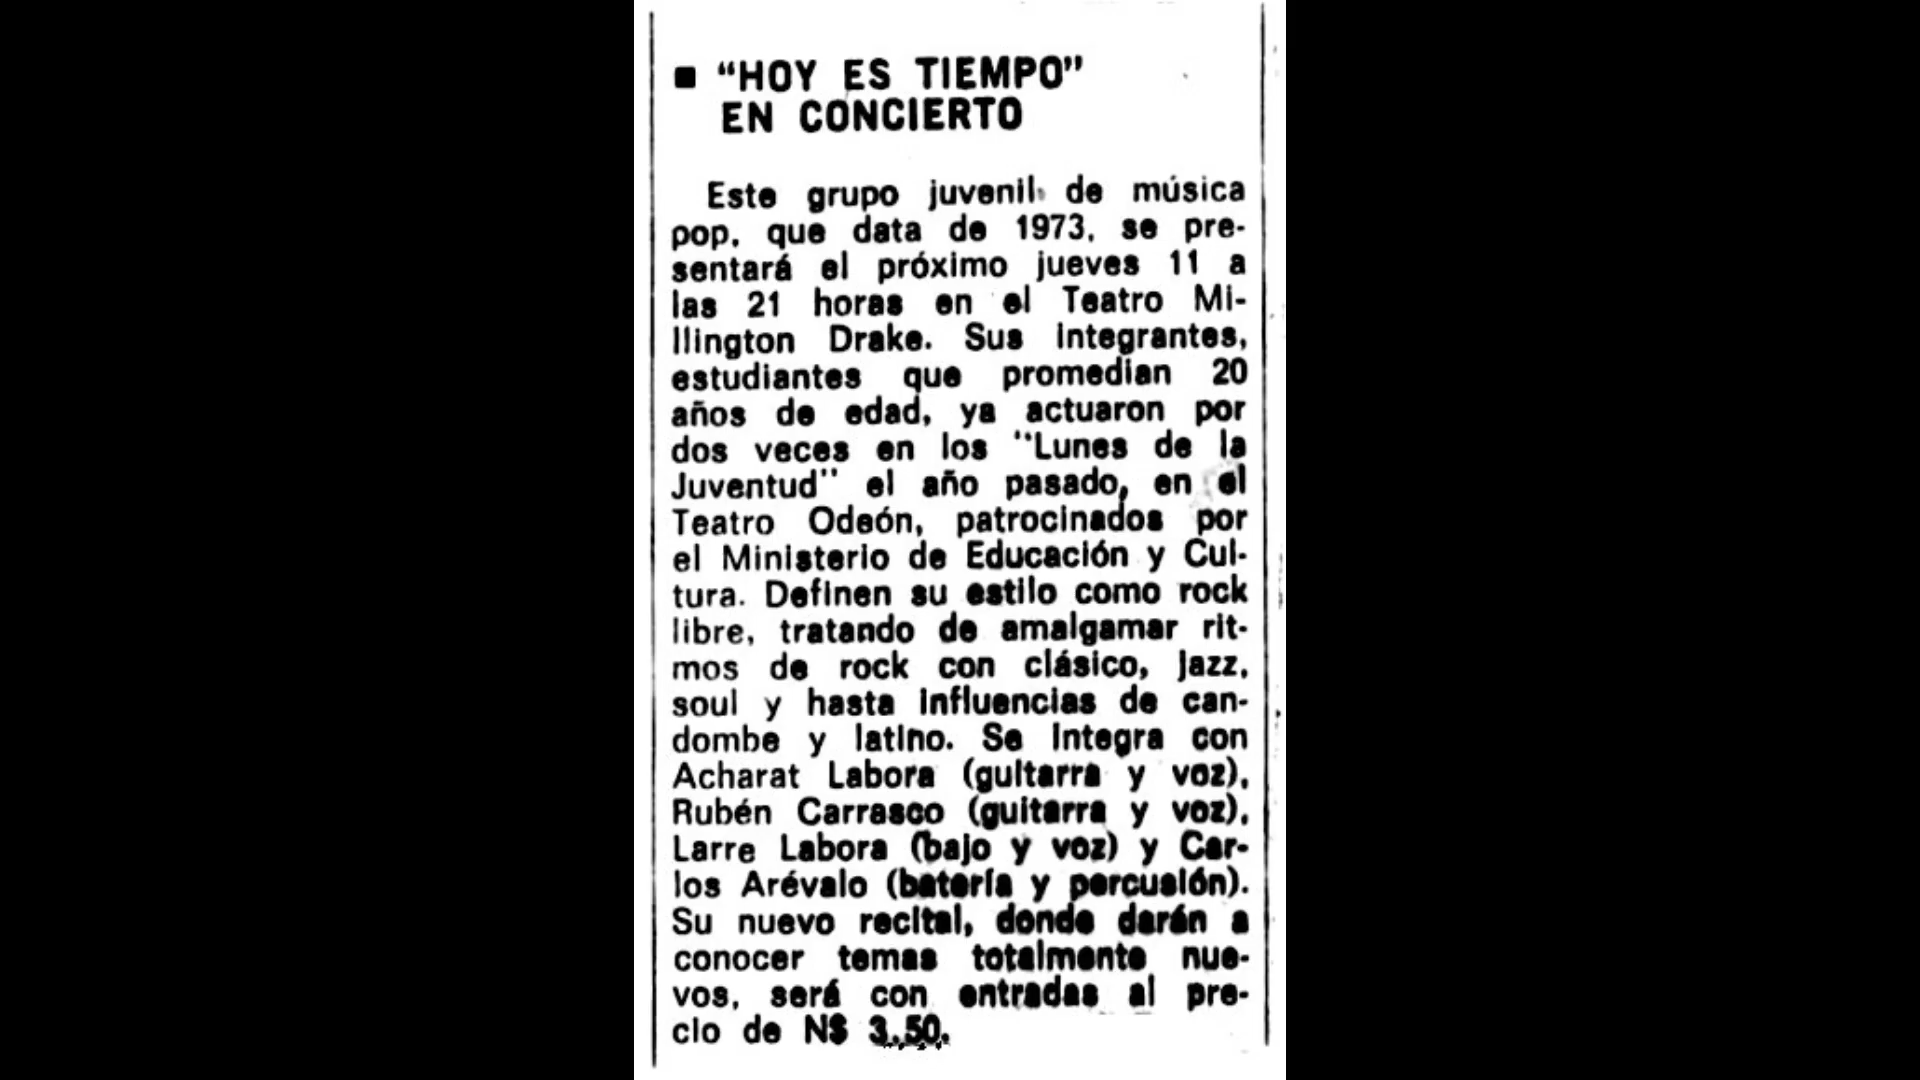 ■ “HOY ES TIEMPO”
EN CONCIERTO
Este grupo juvenil de música
pop, que data de 1973, se pre-
sentará el próximo jueves 11 a
las 21 horas en el Teatro Mi-
llington Drake. Sus integrantes,
estudiantes que promedian 20
años de edad, ya actuaron por
dos veces en los "Lunes de la
Juventud" el año pasado, en el
Teatro Odeón, patrocinados por
el Ministerio de Educación y Cul-
tura. Definen su estilo como rock
libre, tratando de amalgamar rit-
mos de rock con clásico, jazz,
soul y hasta influencias de can-
dombe y latino. Se integra con
Acharat Labora (guitarra y voz),
Rubén Carrasco (guitarra y voz),
Larre Labora (bajo y voz) y Car-
los Arévalo (batería y percusión).
Su nuevo recital, donde darán a
conocer temas totalmente nue-
vos, será con entradas al pre-
cio de N$ 3.50.